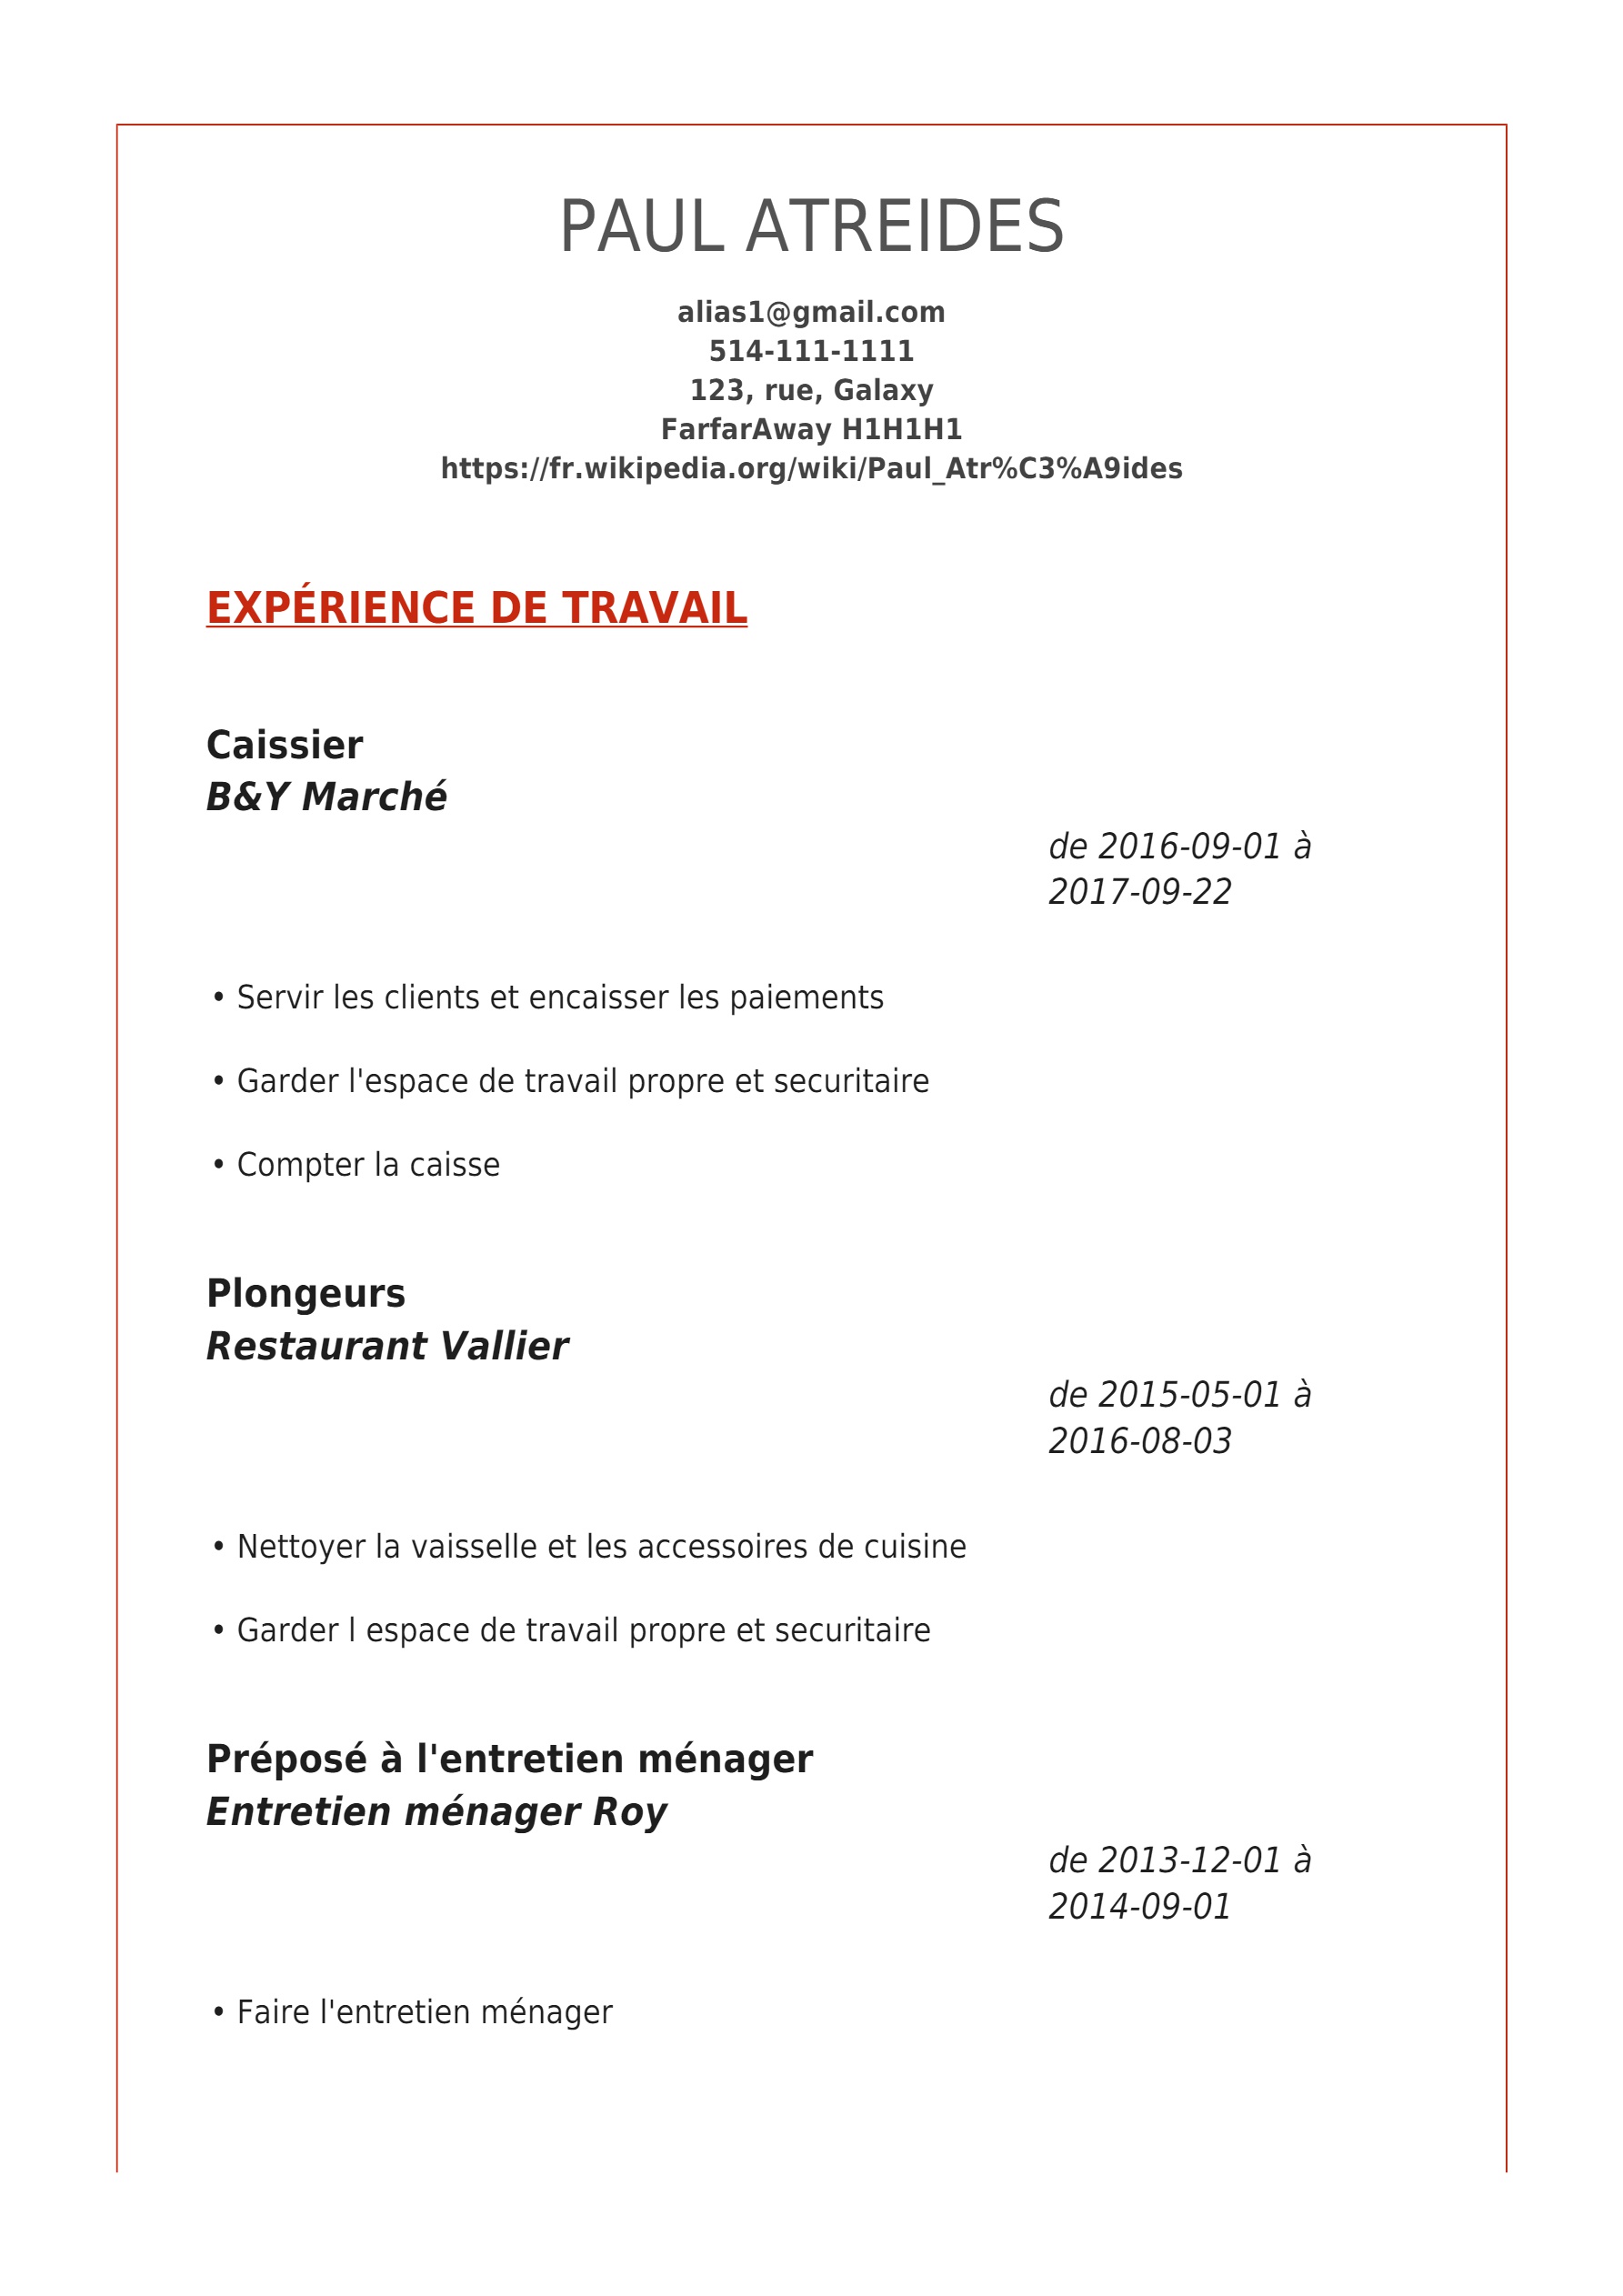 PAUL ATREIDES
alias1@gmail.com
514-111-1111
123, rue, Galaxy
FarfarAway H1H1H1
https://fr.wikipedia.org/wiki/Paul_Atr%C3%A9ides
EXPÉRIENCE DE TRAVAIL
Caissier
B&Y Marché
de 2016-09-01 à
2017-09-22
• Servir les clients et encaisser les paiements
• Garder l'espace de travail propre et securitaire
• Compter la caisse
Plongeurs
Restaurant Vallier
de 2015-05-01 à
2016-08-03
• Nettoyer la vaisselle et les accessoires de cuisine
• Garder l espace de travail propre et securitaire
Préposé à l'entretien ménager
Entretien ménager Roy
de 2013-12-01 à
2014-09-01
• Faire l'entretien ménager